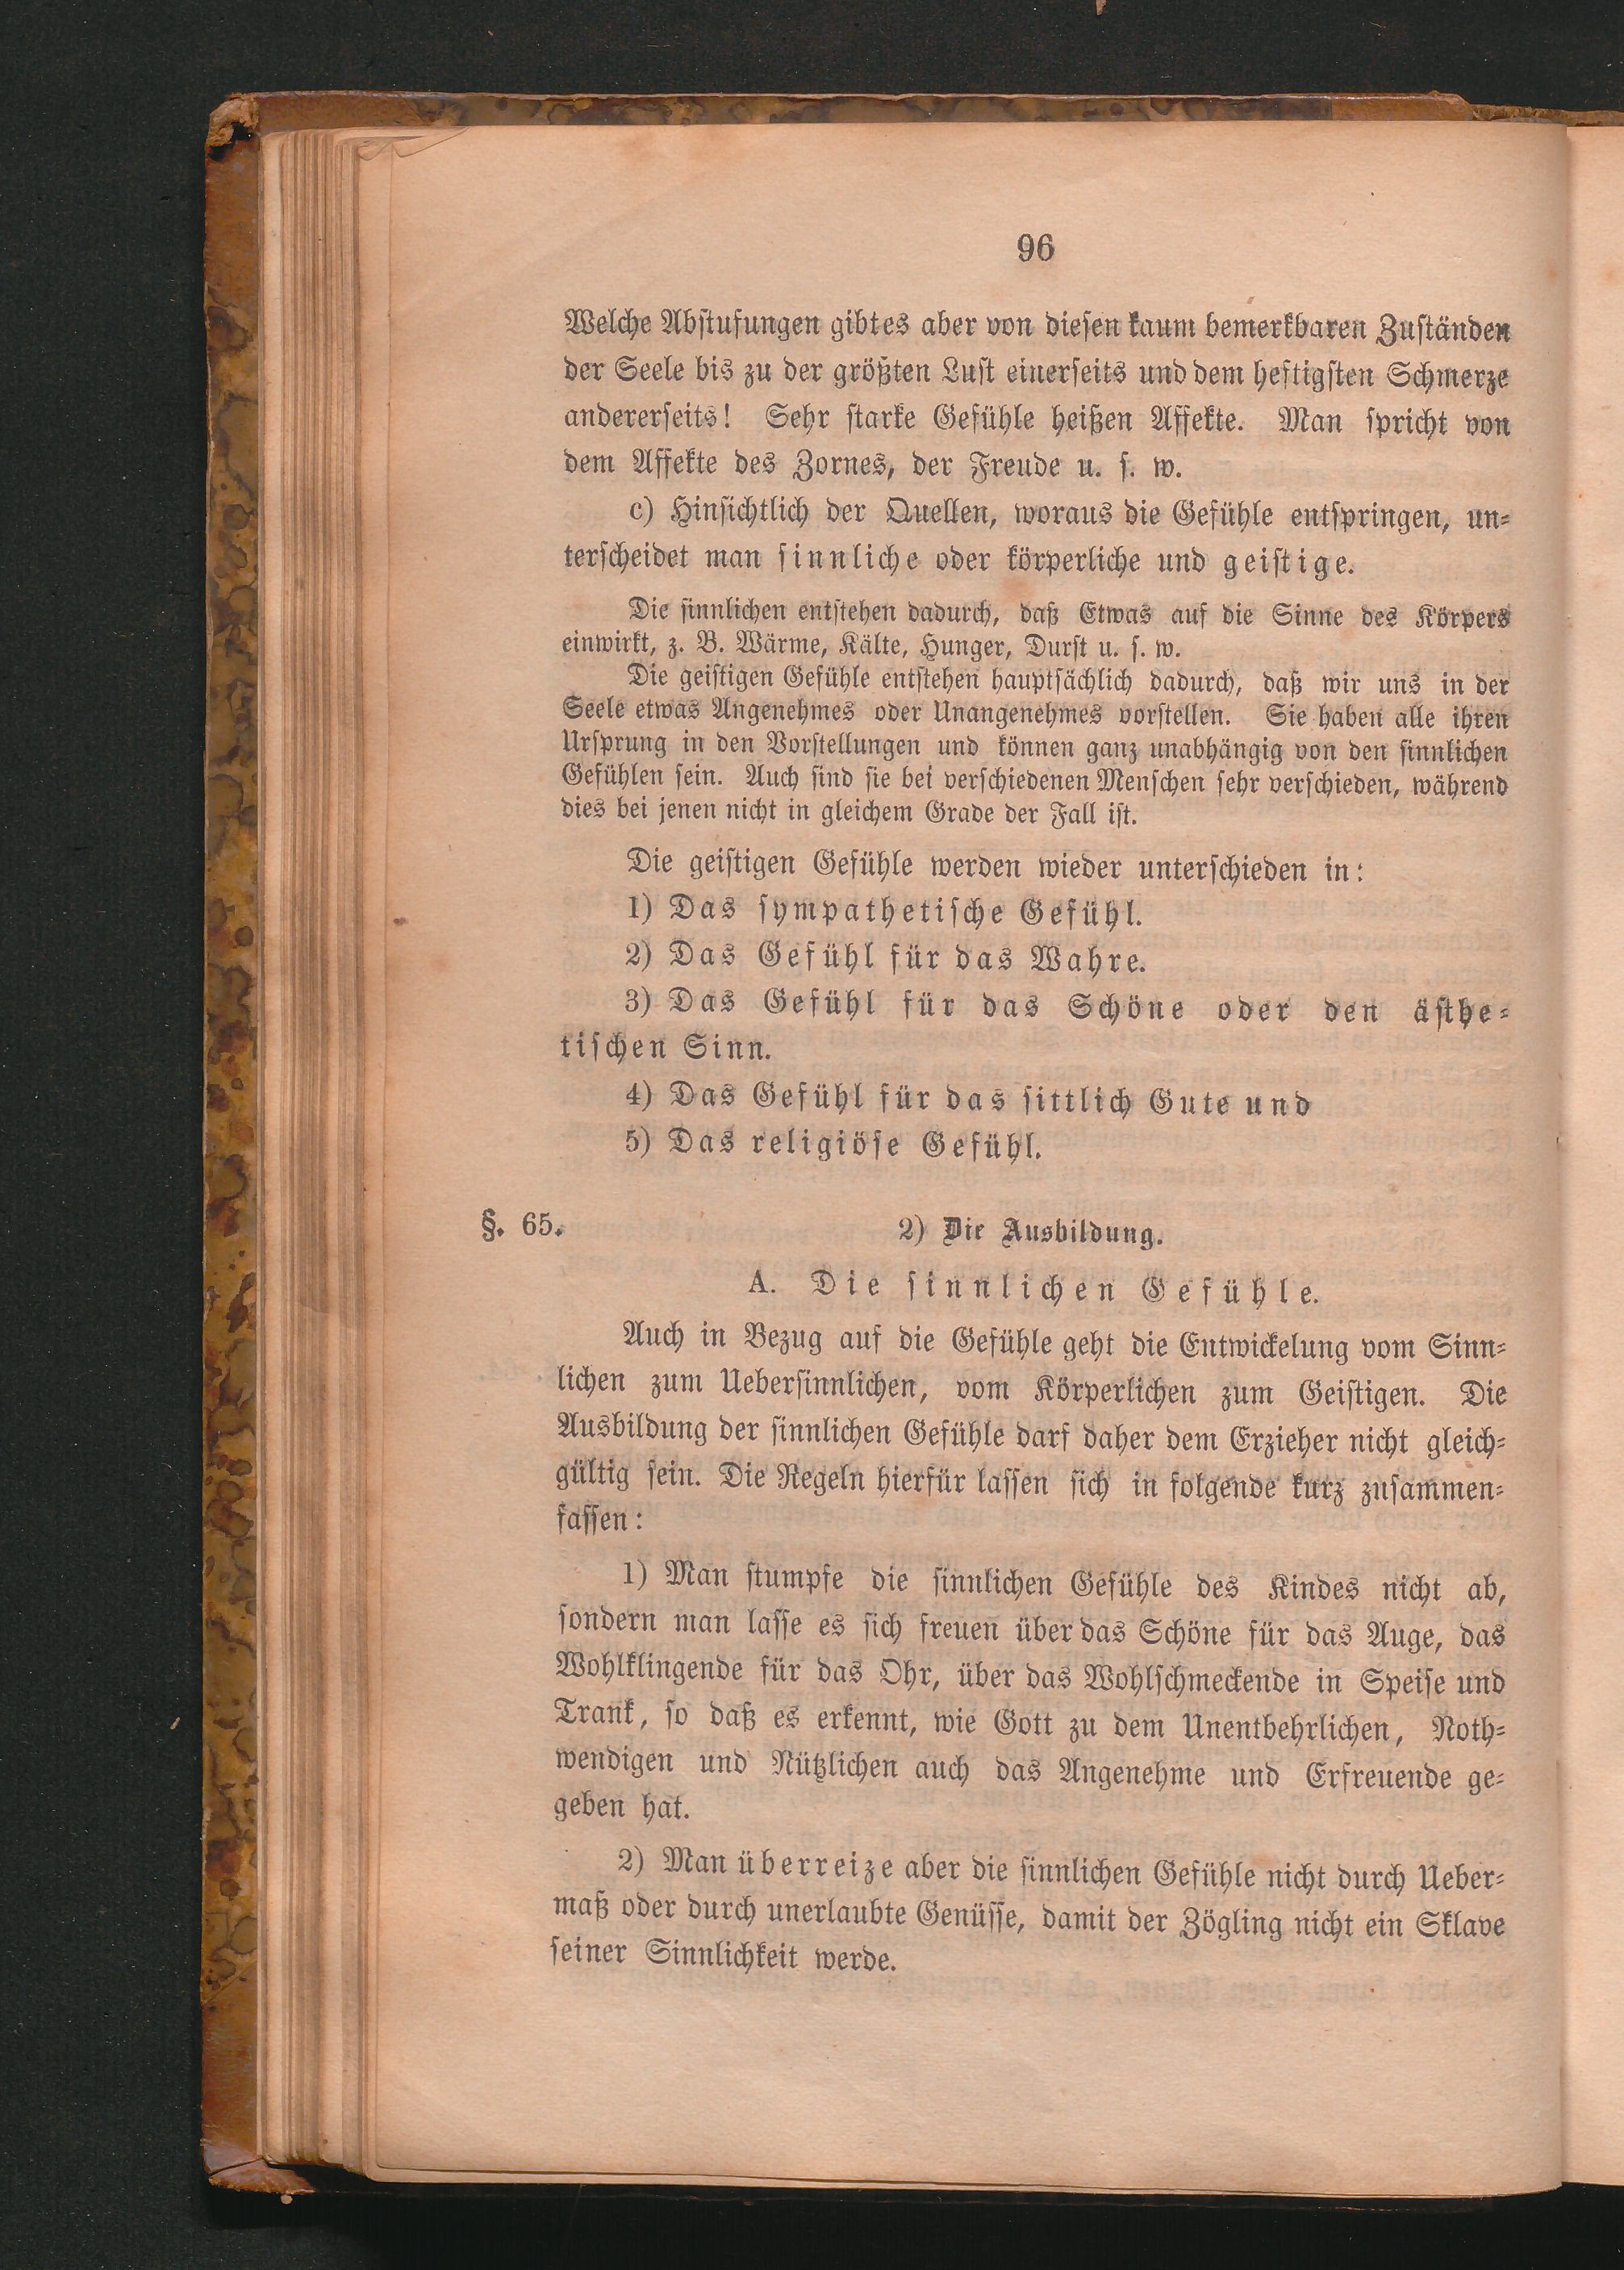 96
Welche Abstufungen gibt es aber von diesen kaum bemerkbaren Zuständen
der Seele bis zu der größten Lust einerseits und dem heftigsten Schmerze
andererseits! Sehr starke Gefühle heißen Affekte. Man spricht von
dem Affekte des Zornes, der Freude u. s. w.
c) Hinsichtlich der Quellen, woraus die Gefühle entspringen, un-
terscheidet man sinnliche oder körperliche und geistige.
Die sinnlichen entstehen dadurch, daß Etwas auf die Sinne des Körpers
einwirkt, z. B. Wärme, Kälte, Hunger, Durst u. s. w.
Die geistigen Gefühle entstehen hauptsächlich dadurch, daß wir uns in der
Seele etwas Angenehmes oder Unangenehmes vorstellen. Sie haben alle ihren
Ursprung in den Vorstellungen und können ganz unabhängig von den sinnlichen
Gefühlen sein. Auch sind sie bei verschiedenen Menschen sehr verschieden, während
dies bei jenen nicht in gleichem Grade der Fall ist.
Die geistigen Gefühle werden wieder unterschieden in:
1) Das sympathetische Gefühl.
2) Das Gefühl für das Wahre.
3) Das Gefühl für das Schöne oder den ästhe-
tischen Sinn.
4) Das Gefühl für das sittlich Gute und
5) Das religiöse Gefühl.
§. 65. 2) Die Ausbildung.
A. Die sinnlichen Gefühle.
Auch in Bezug auf die Gefühle geht die Entwickelung vom Sinn-
lichen zum Uebersinnlichen, vom Körperlichen zum Geistigen. Die
Ausbildung der sinnlichen Gefühle darf daher dem Erzieher nicht gleich-
gültig sein. Die Regeln hierfür lassen sich in folgende kurz zusammen-
fassen:
1) Man stumpfe die sinnlichen Gefühle des Kindes nicht ab,
sondern man lasse es sich freuen über das Schöne für das Auge, das
Wohlklingende für das Ohr, über das Wohlschmeckende in Speise und
Trank, so daß es erkennt, wie Gott zu dem Unentbehrlichen, Noth-
wendigen und Nützlichen auch das Angenehme und Erfreuende ge-
geben hat.
2) Man überreize aber die sinnlichen Gefühle nicht durch Ueber-
maß oder durch unerlaubte Genüsse, damit der Zögling nicht ein Sklave
seiner Sinnlichkeit werde.